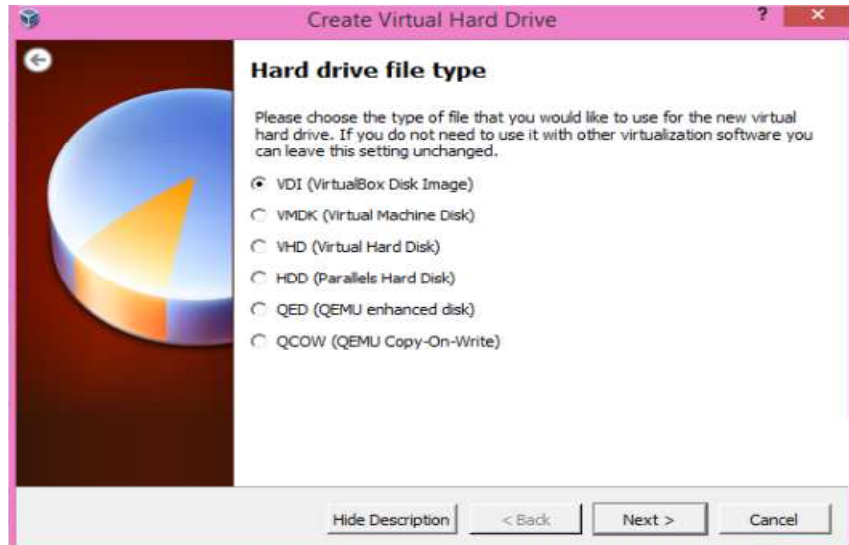 Create Virtual Hard Drive
?
Hard drive file type
Please choose the type of file that you would like to use for the new virtual
hard drive. If you do not need to use it with other virtualization software you
can leave this setting unchanged.
VDI (VirtualBox Disk Image)
VMDK (Virtual Machine Disk)
VHD (Virtual Hard Disk)
HDD (Parallels Hard Disk)
QED (QEMU enhanced disk)
QCOW (QEMU Copy-On-Write)
Hide Description < Back Next > Cancel